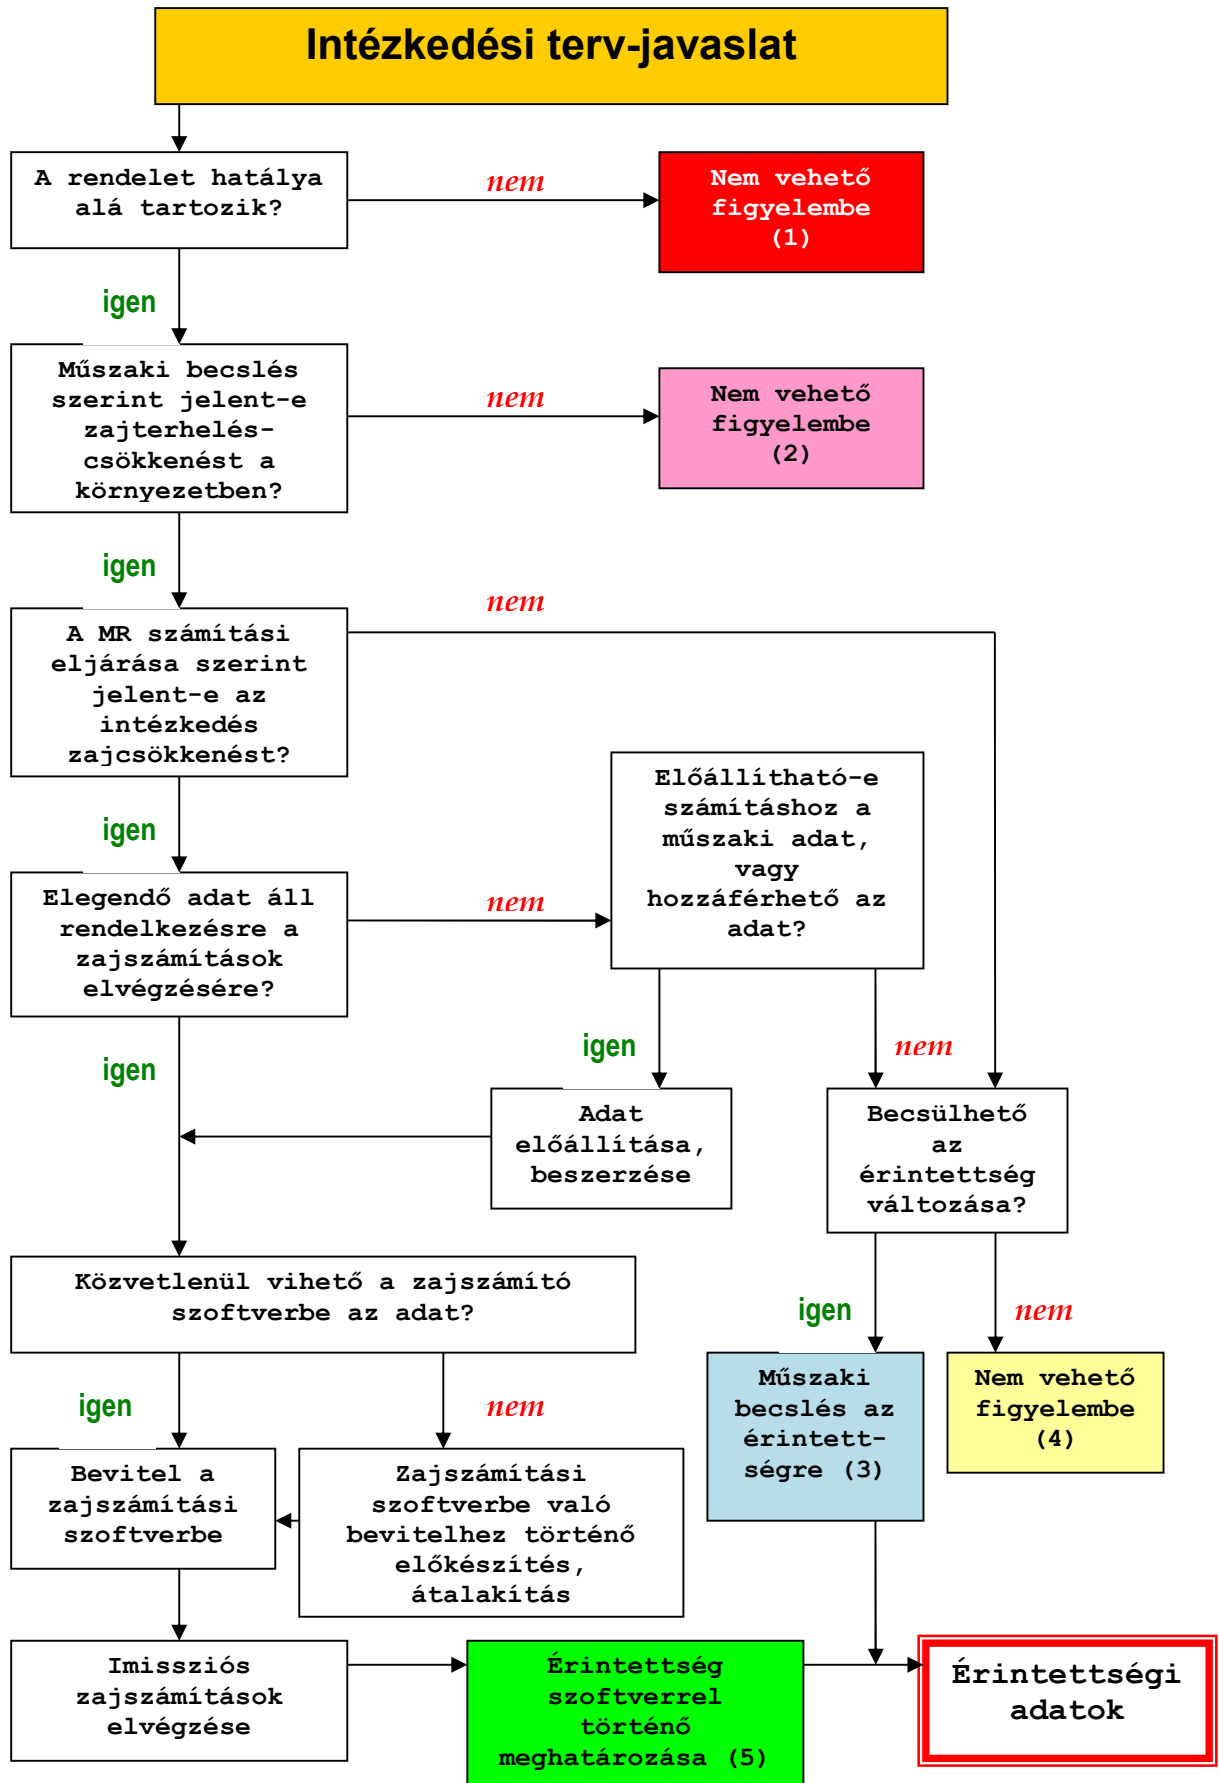 Intézkedési terv-javaslat
A rendelet hatálya
alá tartozik?
nem
Nem vehető
figyelembe
(1)
igen
Műszaki becslés
szerint jelent-e
zajterhelés-
csökkenést a
környezetben?
nem
Nem vehető
figyelembe
(2)
igen
A MR számítási
eljárása szerint
jelent-e az
intézkedés
zajcsökkenést?
nem
igen
Előállítható-e
számításhoz a
műszaki adat,
vagy
hozzáférhető az
adat?
Elegendő adat áll
rendelkezésre a
zajszámítások
elvégzésére?
nem
igen
igen
nem
Adat
előállítása,
beszerzése
Becsülhető
az
érintettség
változása?
Közvetlenül vihető a zajszámító
szoftverbe az adat?
igen
nem
igen
nem
Műszaki
becslés az
érintett-
ségre (3)
Nem vehető
figyelembe
(4)
Bevitel a
zajszámítási
szoftverbe
Zajszámítási
szoftverbe való
bevitelhez történő
előkészítés,
átalakítás
Imissziós
zajszámítások
elvégzése
Érintettség
szoftverrel
történő
meghatározása (5)
Érintettségi
adatok